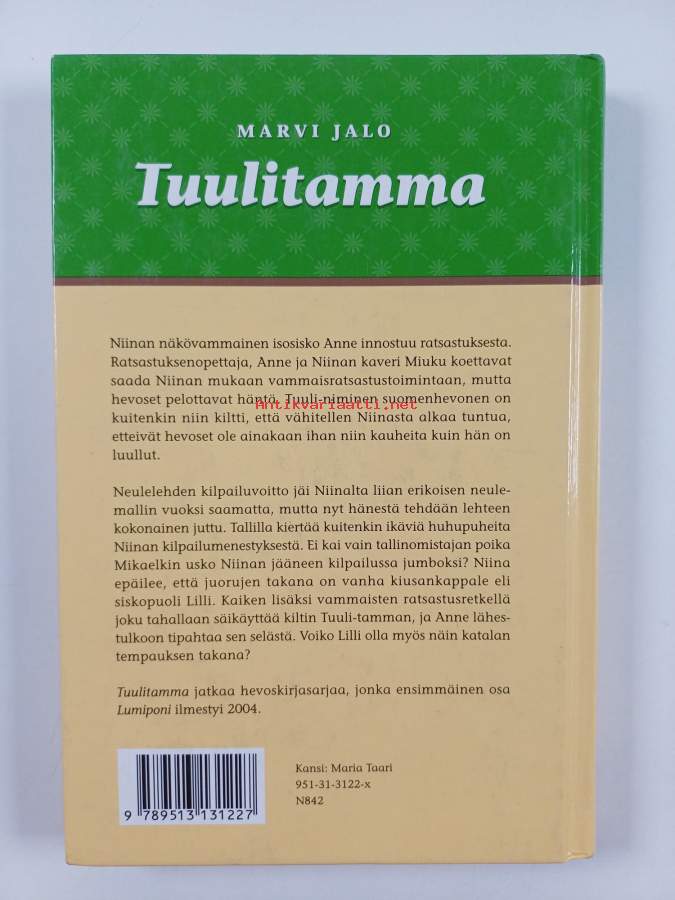 MARVI JALO
Tuulitamma
Niinan näkövammainen isosisko Anne innostuu ratsastuksesta.
Ratsastuksenopettaja, Anne ja Niinan kaveri Miuku koettavat
saada Niinan mukaan vammaisratsastustoimintaan, mutta
hevoset pelottavat häntä. Tuuli-niminen suomenhevonen on
Antikvariaatti.net
kuitenkin niin kiltti, että vähitellen Niinasta alkaa tuntua,
etteivät hevoset ole ainakaan ihan niin kauheita kuin hän on
luullut.
Neulelehden kilpailuvoitto jäi Niinalta liian erikoisen neule-
mallin vuoksi saamatta, mutta nyt hänestä tehdään lehteen
kokonainen juttu. Tallilla kiertää kuitenkin ikäviä huhupuheita
Niinan kilpailumenestyksestä. Ei kai vain tallinomistajan poika
Mikaelkin usko Niinan jääneen kilpailussa jumboksi? Niina
epäilee, että juorujen takana on vanha kiusankappale eli
siskopuoli Lilli. Kaiken lisäksi vammaisten ratsastusretkellä
joku tahallaan säikäyttää kiltin Tuuli-tamman, ja Anne lähes-
tulkoon tipahtaa sen selästä. Voiko Lilli olla myös näin katalan
tempauksen takana?
Tuulitamma jatkaa hevoskirjasarjaa, jonka ensimmäinen osa
Lumiponi ilmestyi 2004.
Kansi: Maria Taari
951-31-3122-x
N842
9 789513 131227